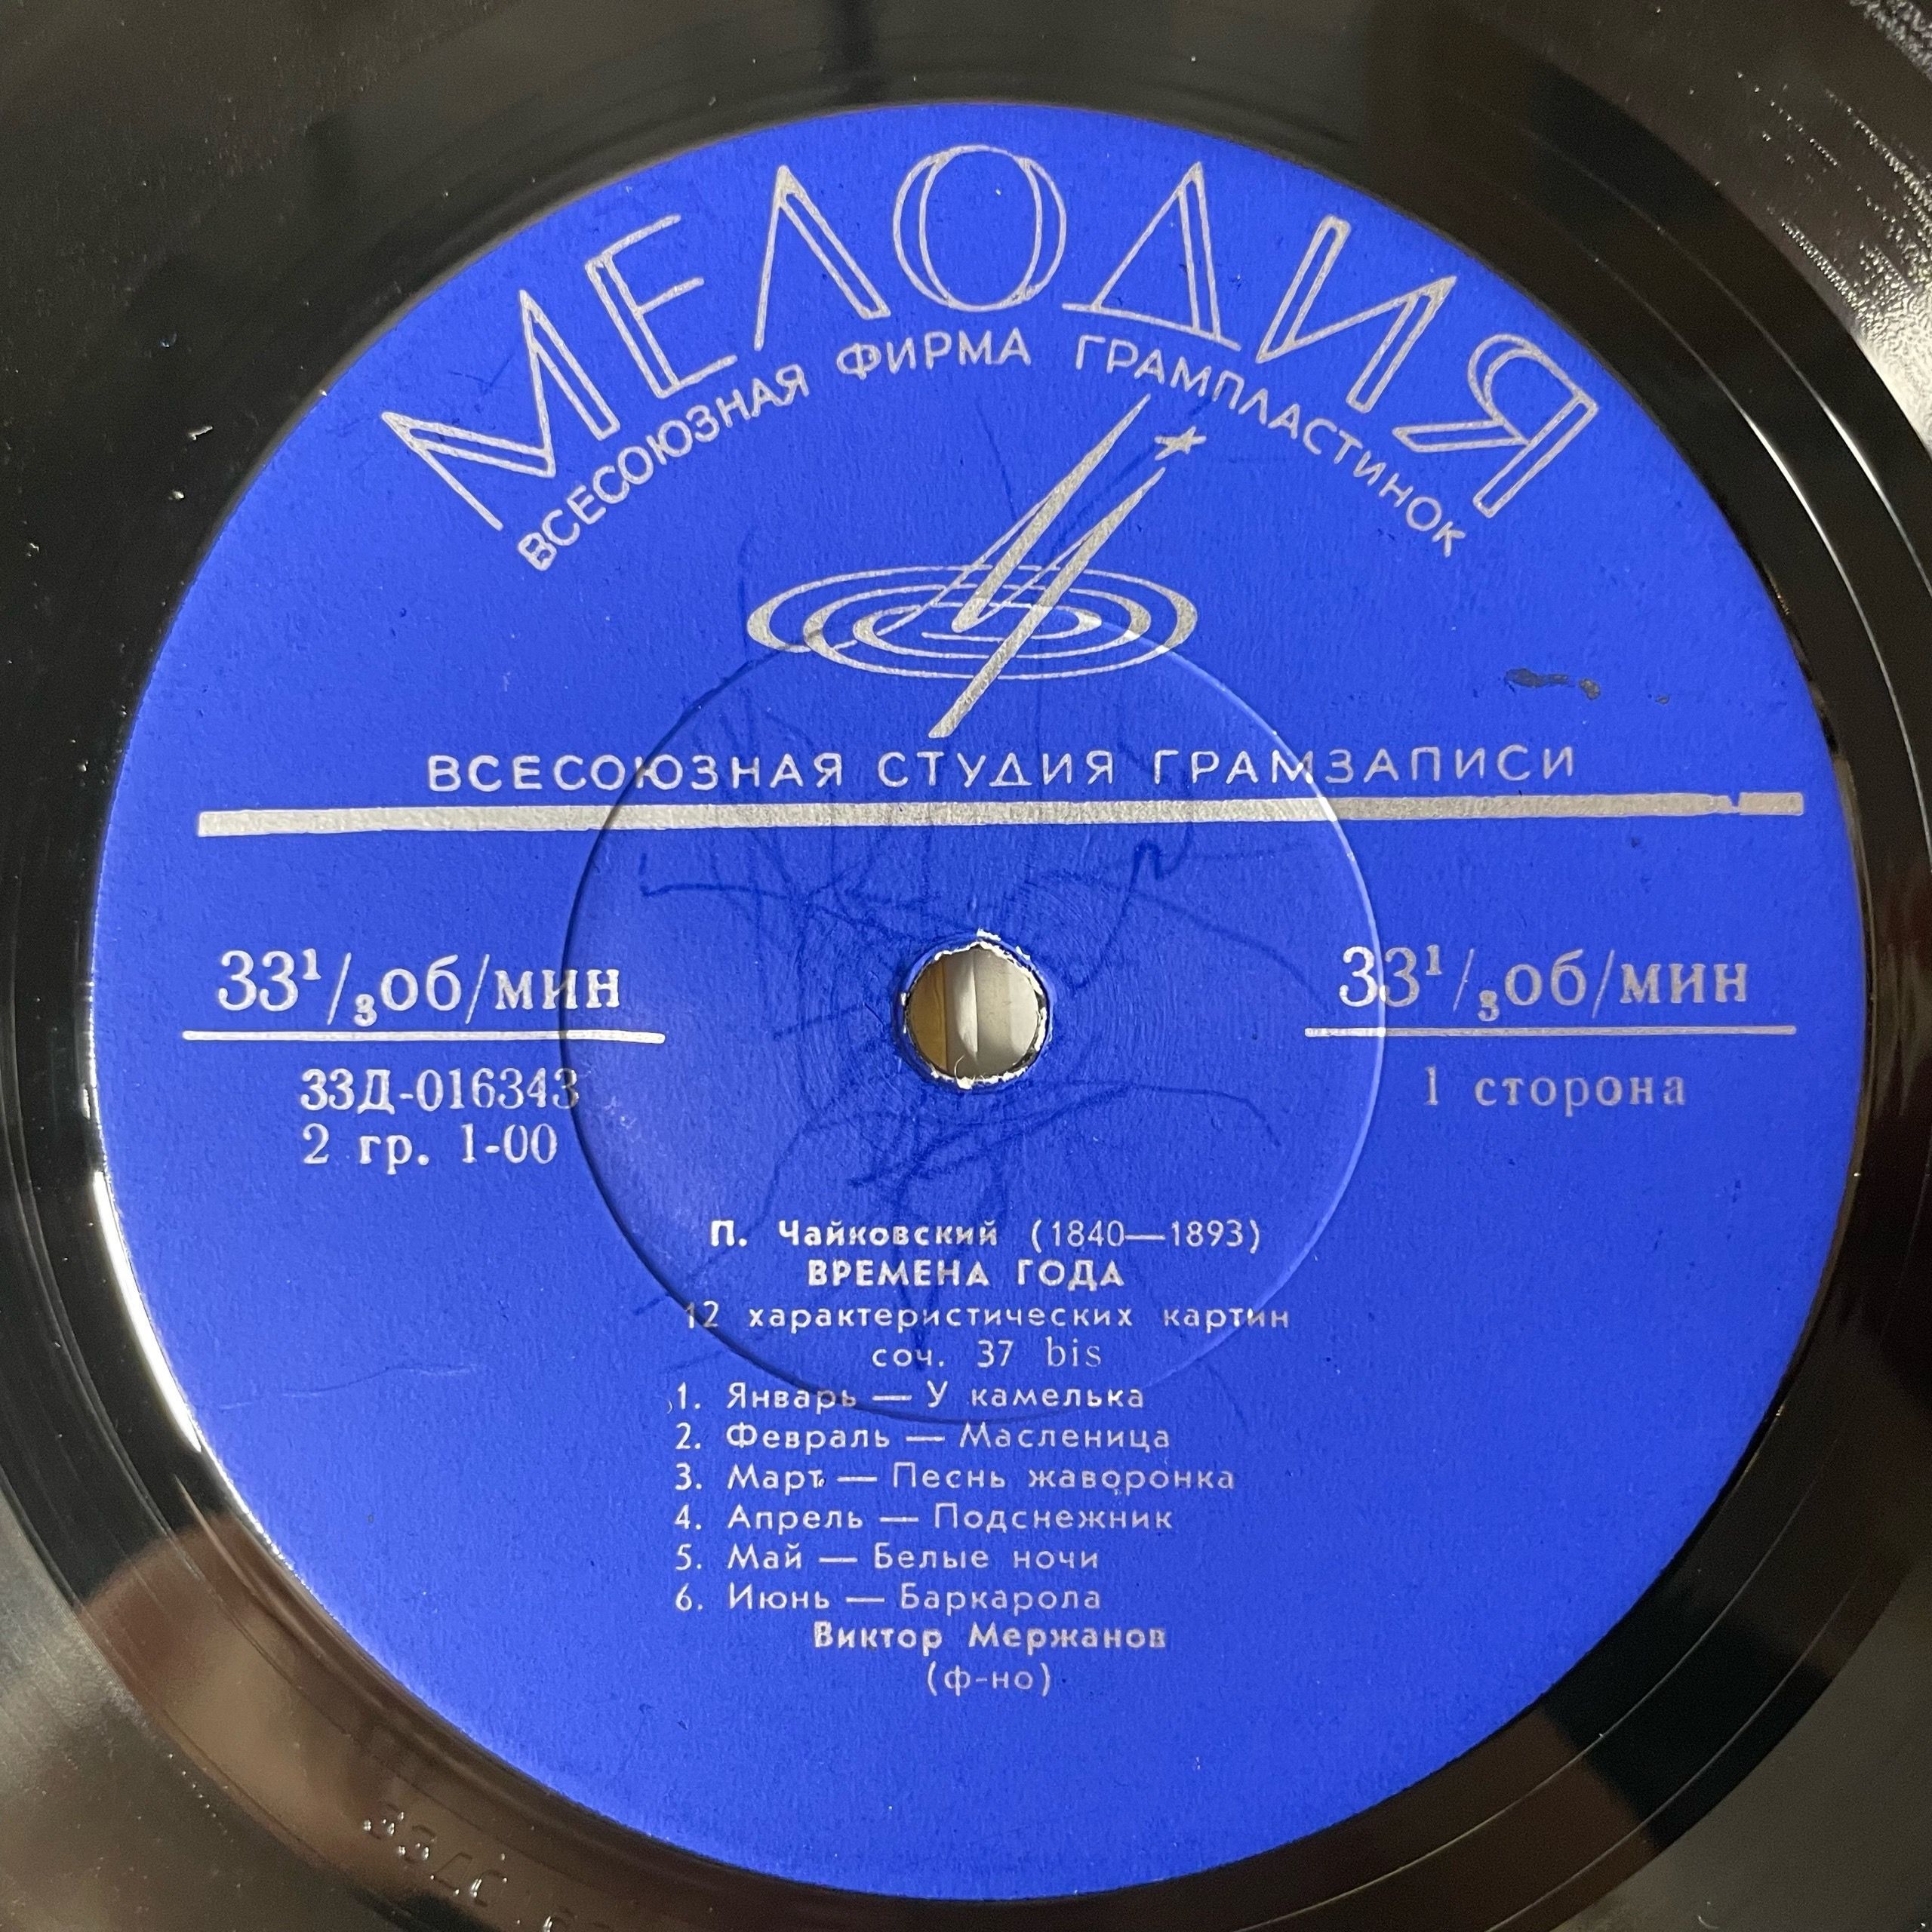 МЕЛОДИЯ
ВСЕСОЮЗНАЯ ФИРМА ГРАМПЛАСТИНОК
ВСЕСОЮЗНАЯ СТУДИЯ ГРАМЗАПИСИ
33¹/₃об/мин
33¹/₃об/мин
33Д-016343
2 гр. 1-00
1 сторона
П. Чайковский (1840—1893)
ВРЕМЕНА ГОДА
12 характеристических картин
соч. 37 bis
1. Январь — У камелька
2. Февраль — Масленица
3. Март — Песнь жаворонка
4. Апрель — Подснежник
5. Май — Белые ночи
6. Июнь — Баркарола
Виктор Мержанов
(ф-но)